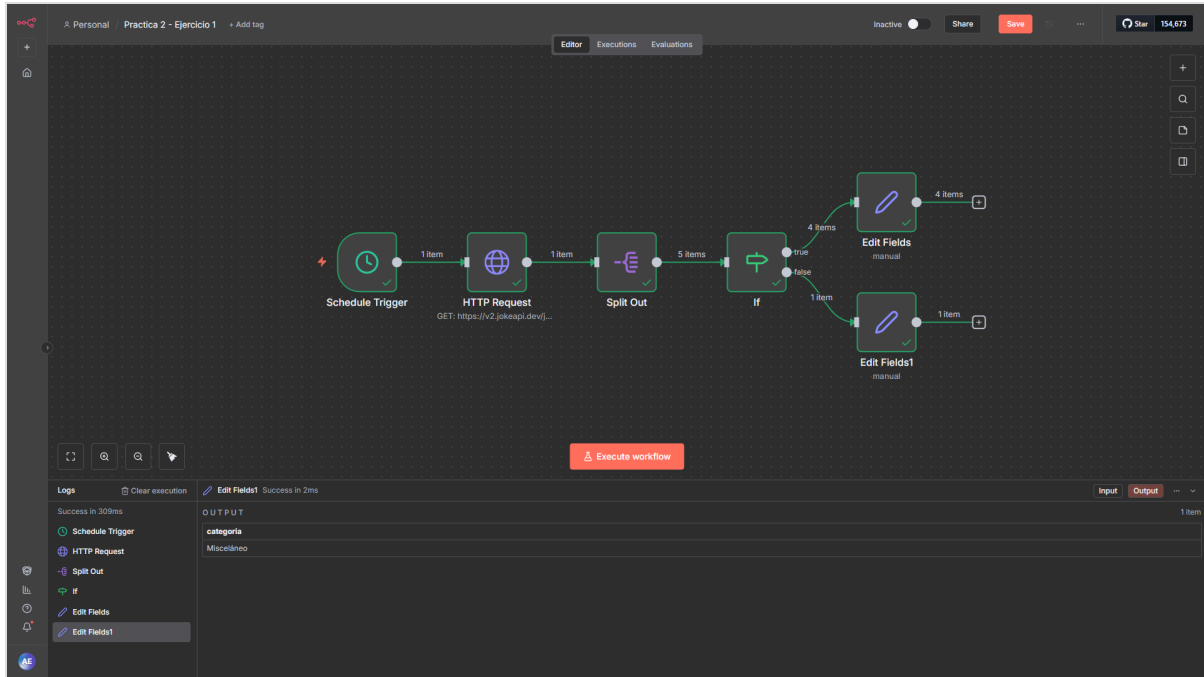 Personal / Practica 2 - Ejercicio 1 + Add tag
Inactive Share Save ... Star 154,673
Editor Executions Evaluations
4 items
4 items
Edit Fields
manual
1 item 1 item 5 items
true
false
Schedule Trigger HTTP Request Split Out If
GET: https://v2.jokeapi.dev/j...
1 item
1 item
Edit Fields1
manual
Execute workflow
Logs Clear execution Edit Fields1 Success in 2ms Input Output ...
Success in 309ms OUTPUT 1 item
Schedule Trigger
categoria
HTTP Request
Misceláneo
Split Out
If
Edit Fields
Edit Fields1
AE